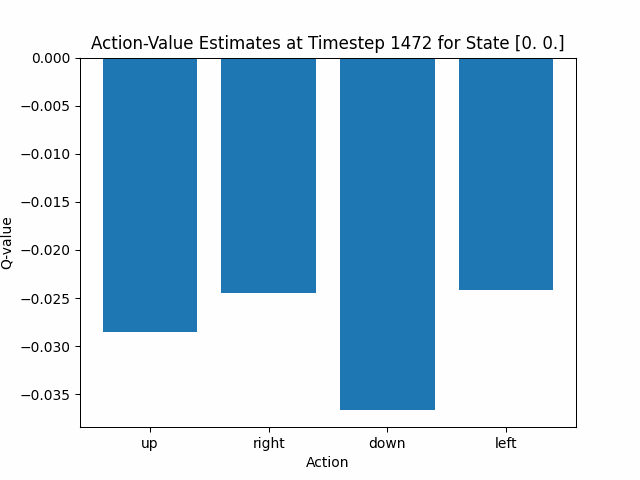 Action-Value Estimates at Timestep 1472 for State [0. 0.]
0.000
−0.005
−0.010
−0.015
−0.020
−0.025
−0.030
−0.035
Q-value
up right down left
Action